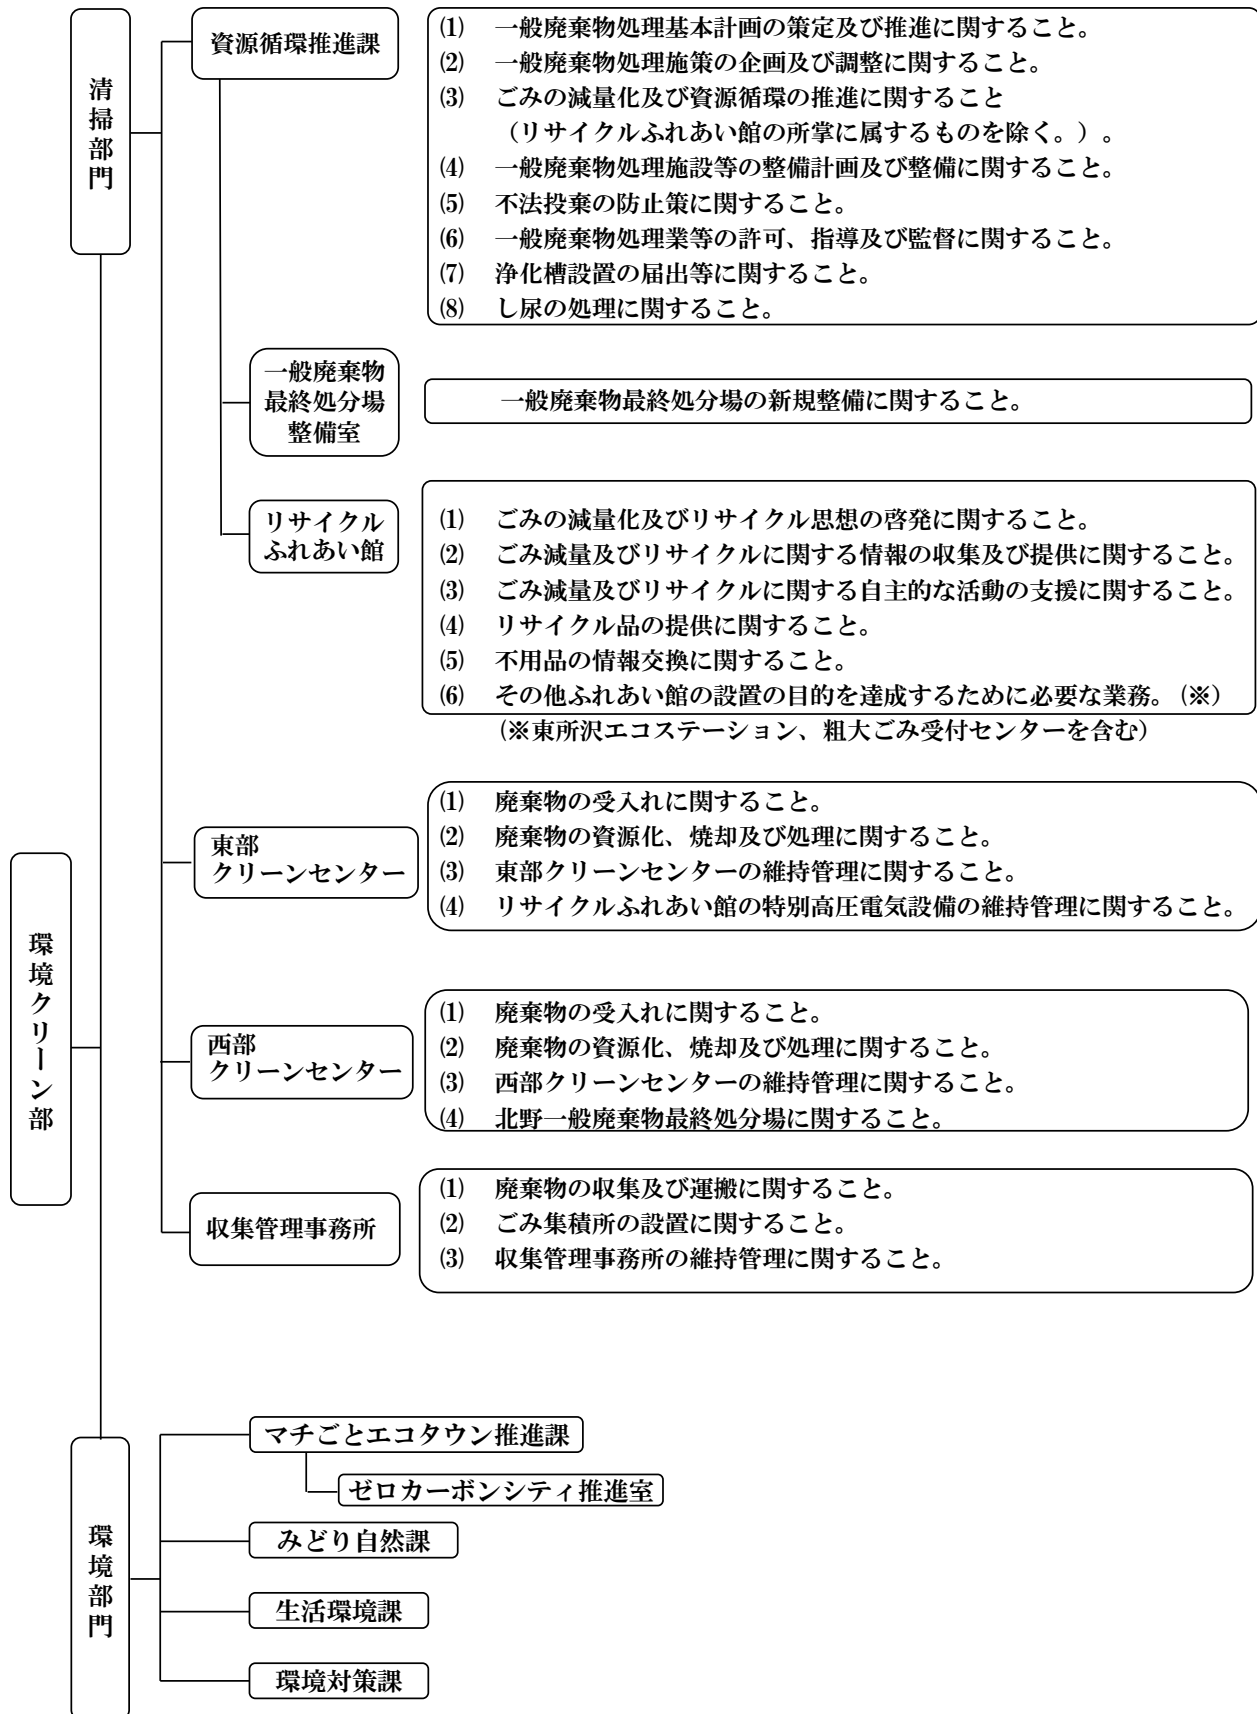 環境クリーン部
清掃部門
資源循環推進課
⑴ 一般廃棄物処理基本計画の策定及び推進に関すること。
⑵ 一般廃棄物処理施策の企画及び調整に関すること。
⑶ ごみの減量化及び資源循環の推進に関すること
（リサイクルふれあい館の所掌に属するものを除く。）。
⑷ 一般廃棄物処理施設等の整備計画及び整備に関すること。
⑸ 不法投棄の防止策に関すること。
⑹ 一般廃棄物処理業等の許可、指導及び監督に関すること。
⑺ 浄化槽設置の届出等に関すること。
⑻ し尿の処理に関すること。
一般廃棄物
最終処分場
整備室
一般廃棄物最終処分場の新規整備に関すること。
リサイクル
ふれあい館
⑴ ごみの減量化及びリサイクル思想の啓発に関すること。
⑵ ごみ減量及びリサイクルに関する情報の収集及び提供に関すること。
⑶ ごみ減量及びリサイクルに関する自主的な活動の支援に関すること。
⑷ リサイクル品の提供に関すること。
⑸ 不用品の情報交換に関すること。
⑹ その他ふれあい館の設置の目的を達成するために必要な業務。（※）
（※東所沢エコステーション、粗大ごみ受付センターを含む）
東部
クリーンセンター
⑴ 廃棄物の受入れに関すること。
⑵ 廃棄物の資源化、焼却及び処理に関すること。
⑶ 東部クリーンセンターの維持管理に関すること。
⑷ リサイクルふれあい館の特別高圧電気設備の維持管理に関すること。
西部
クリーンセンター
⑴ 廃棄物の受入れに関すること。
⑵ 廃棄物の資源化、焼却及び処理に関すること。
⑶ 西部クリーンセンターの維持管理に関すること。
⑷ 北野一般廃棄物最終処分場に関すること。
収集管理事務所
⑴ 廃棄物の収集及び運搬に関すること。
⑵ ごみ集積所の設置に関すること。
⑶ 収集管理事務所の維持管理に関すること。
環境部門
マチごとエコタウン推進課
ゼロカーボンシティ推進室
みどり自然課
生活環境課
環境対策課